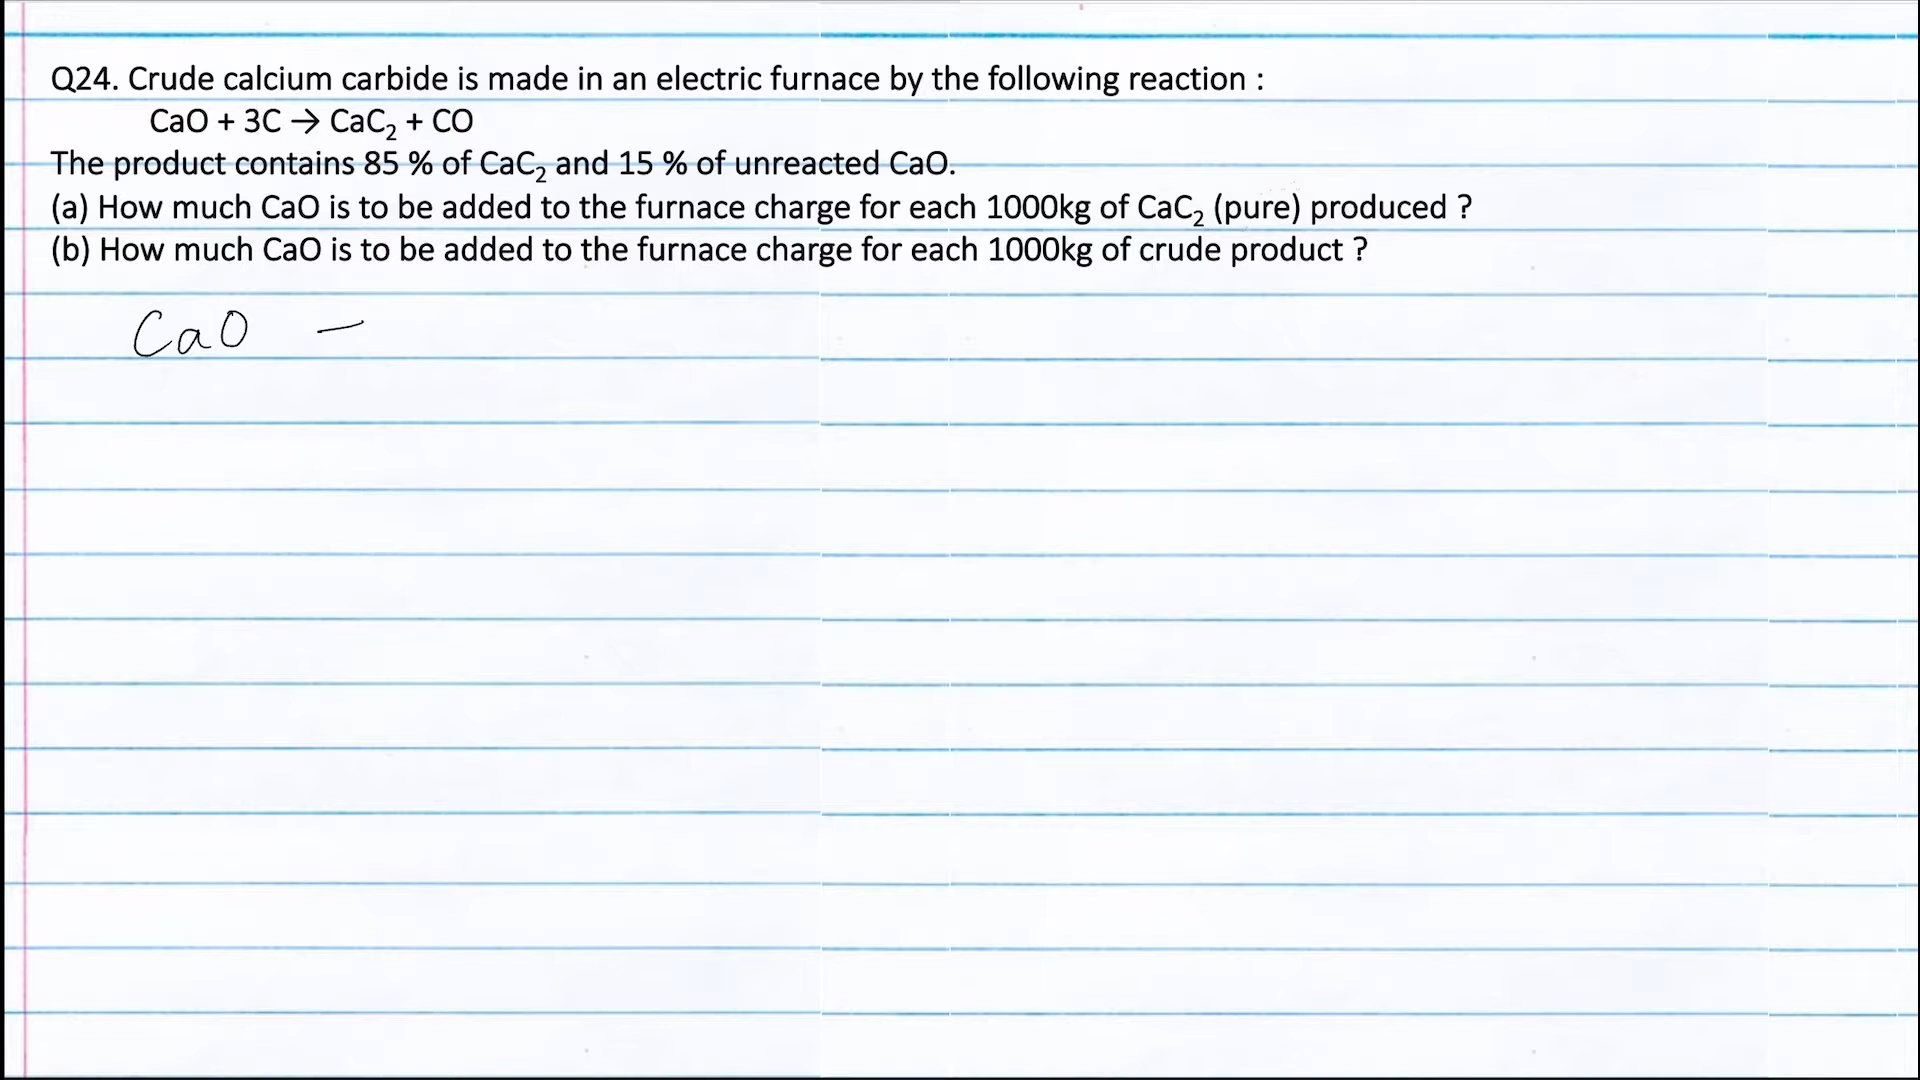 Q24. Crude calcium carbide is made in an electric furnace by the following reaction :
CaO + 3C → CaC₂ + CO
The product contains 85 % of CaC₂ and 15 % of unreacted CaO.
(a) How much CaO is to be added to the furnace charge for each 1000kg of CaC₂ (pure) produced ?
(b) How much CaO is to be added to the furnace charge for each 1000kg of crude product ?
CaO —